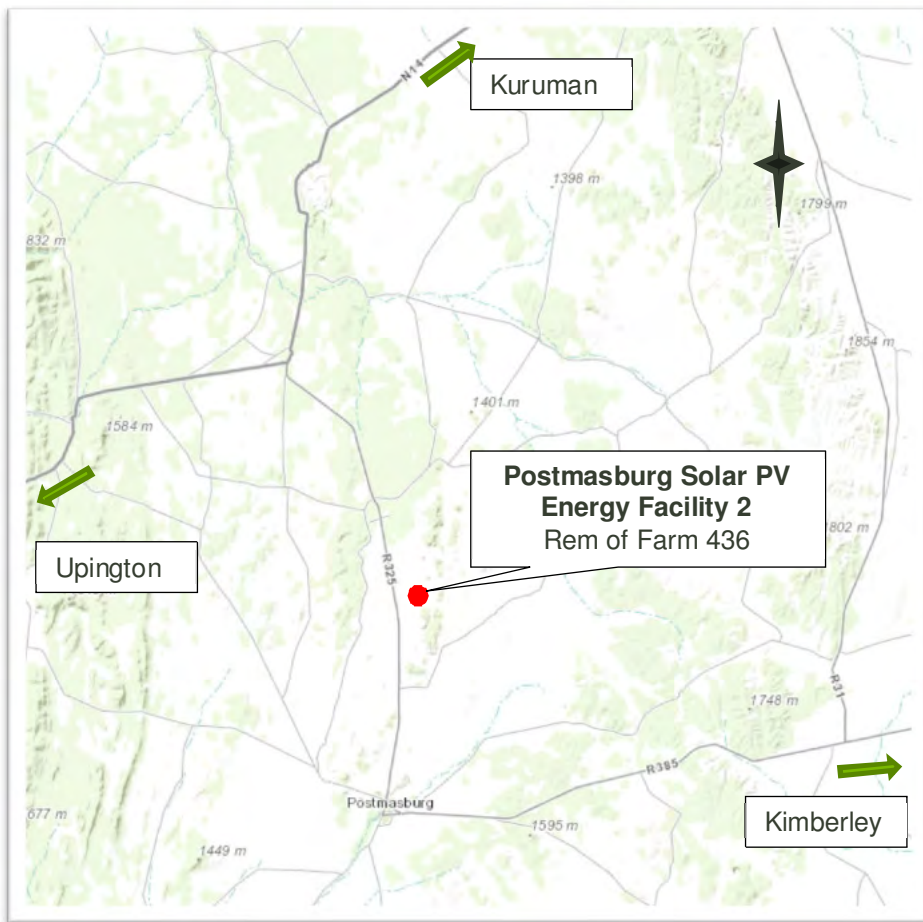 N14
Kuruman
1398 m
1799 m
832 m
1854 m
1401 m
1584 m
Postmasburg Solar PV
Energy Facility 2
Rem of Farm 436
1802 m
Upington
R325
R31
1748 m
R385
Postmasburg
Kimberley
677 m
1595 m
1449 m